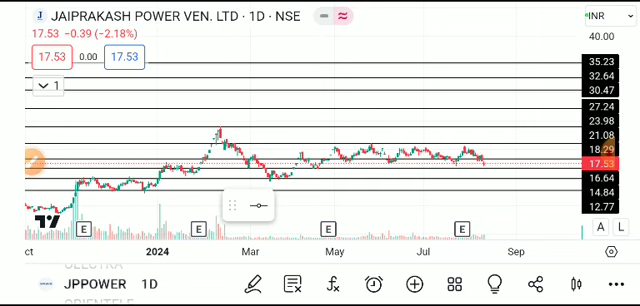 JAIPRAKASH POWER VEN. LTD · 1D · NSE
INR
17.53 −0.39 (−2.18%)
40.00
17.53 0.00 17.53
35.23
32.64
1
30.47
27.24
23.98
21.08
18.29
17.53
16.64
14.84
12.77
E E E E
A L
ct 2024 Mar May Jul Sep
JPPOWER 1D